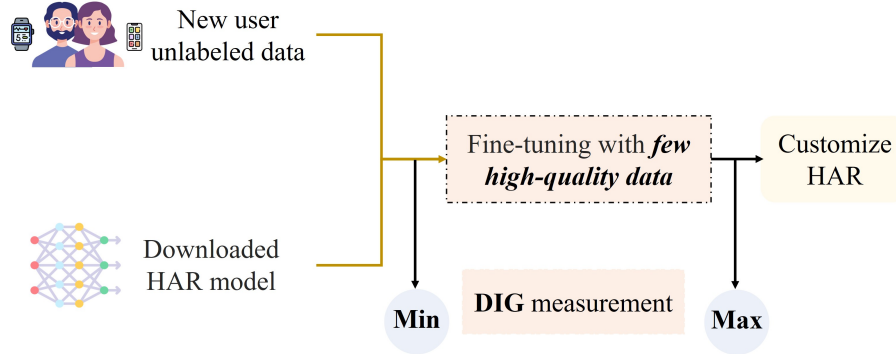 New user
unlabeled data
Fine-tuning with few
high-quality data
Customize
HAR
Downloaded
HAR model
Min
DIG measurement
Max